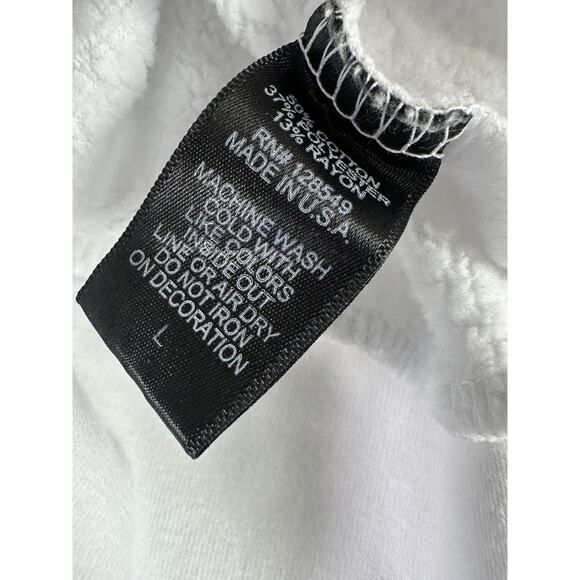 50% COTTON
37% POLYESTER
13% RAYONER
RN# 128549
MADE IN U.S.A.
MACHINE WASH
COLD WITH
LIKE COLORS
INSIDE OUT
LINE OR AIR DRY
DO NOT IRON
ON DECORATION
L